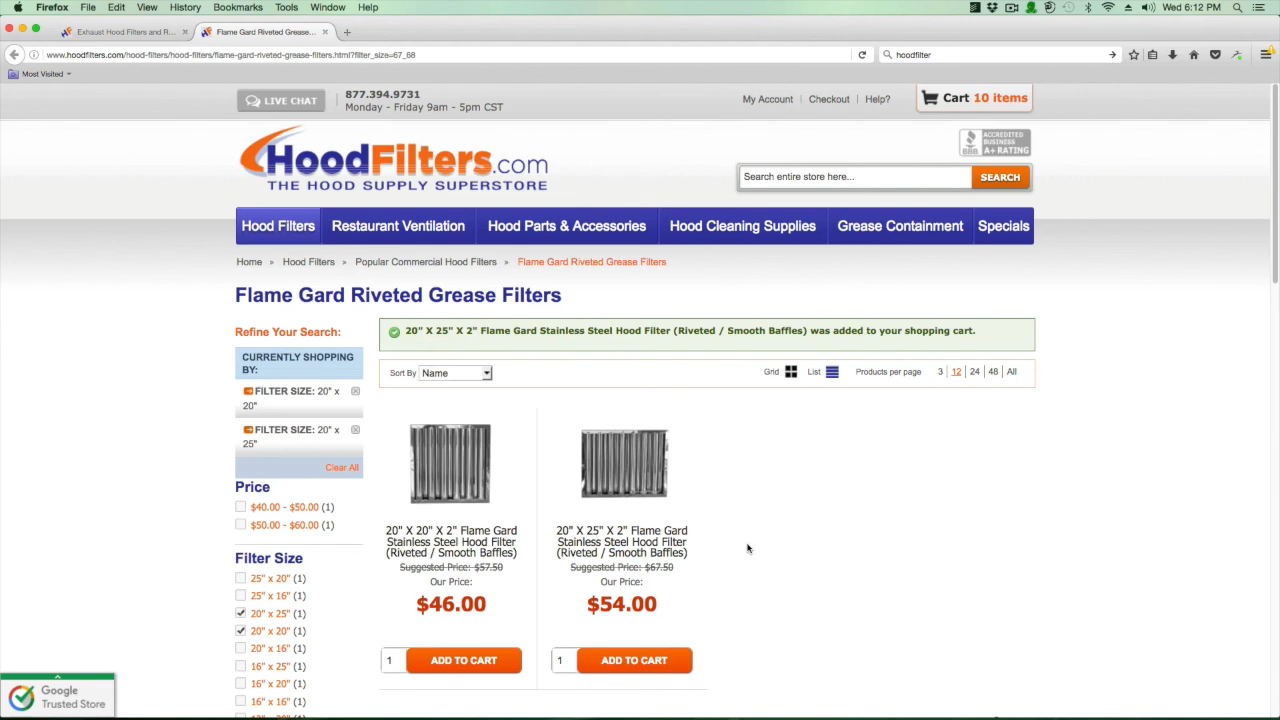 Firefox File Edit View History Bookmarks Tools Window Help
Wed 6:12 PM
Exhaust Hood Filters and R...
Flame Gard Riveted Grease...
www.hoodfilters.com/hood-filters/hood-filters/flame-gard-riveted-grease-filters.html?filter_size=67_68
hoodfilter
Most Visited
LIVE CHAT
877.394.9731
Monday - Friday 9am - 5pm CST
My Account | Checkout | Help?
Cart 10 items
HoodFilters.com
THE HOOD SUPPLY SUPERSTORE
BBB
ACCREDITED
BUSINESS
A+ RATING
Search entire store here...
SEARCH
Hood Filters
Restaurant Ventilation
Hood Parts & Accessories
Hood Cleaning Supplies
Grease Containment
Specials
Home » Hood Filters » Popular Commercial Hood Filters » Flame Gard Riveted Grease Filters
Flame Gard Riveted Grease Filters
Refine Your Search:
CURRENTLY SHOPPING
BY:
FILTER SIZE: 20" x
20"
FILTER SIZE: 20" x
25"
Clear All
Price
$40.00 - $50.00 (1)
$50.00 - $60.00 (1)
Filter Size
25" x 20" (1)
25" x 16" (1)
20" x 25" (1)
20" x 20" (1)
20" x 16" (1)
16" x 25" (1)
16" x 20" (1)
16" x 16" (1)
20" X 25" X 2" Flame Gard Stainless Steel Hood Filter (Riveted / Smooth Baffles) was added to your shopping cart.
Sort By Name
Grid List Products per page 3 | 12 | 24 | 48 | All
20" X 20" X 2" Flame Gard
Stainless Steel Hood Filter
(Riveted / Smooth Baffles)
Suggested Price: $57.50
Our Price:
$46.00
1 ADD TO CART
20" X 25" X 2" Flame Gard
Stainless Steel Hood Filter
(Riveted / Smooth Baffles)
Suggested Price: $67.50
Our Price:
$54.00
1 ADD TO CART
Google
Trusted Store